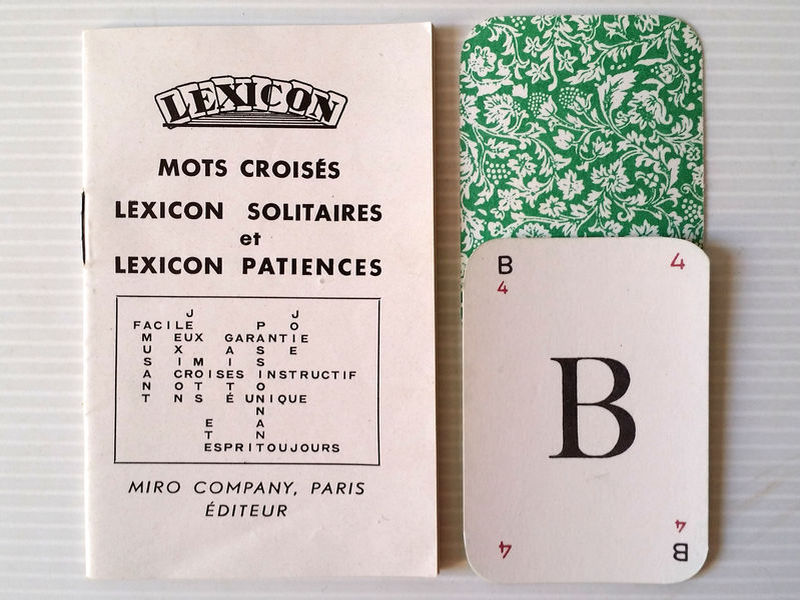 LEXICON
MOTS CROISÉS
LEXICON SOLITAIRES
et
LEXICON PATIENCES
J J
FACILE P O
M EUX GARANTIE
U X A S E
S I M I S
A CROISES INSTRUCTIF
N O T T O
T N S É UNIQUE
N
E A
T N
ESPRITOUJOURS
MIRO COMPANY, PARIS
ÉDITEUR
B 4
4
B
4 4
B